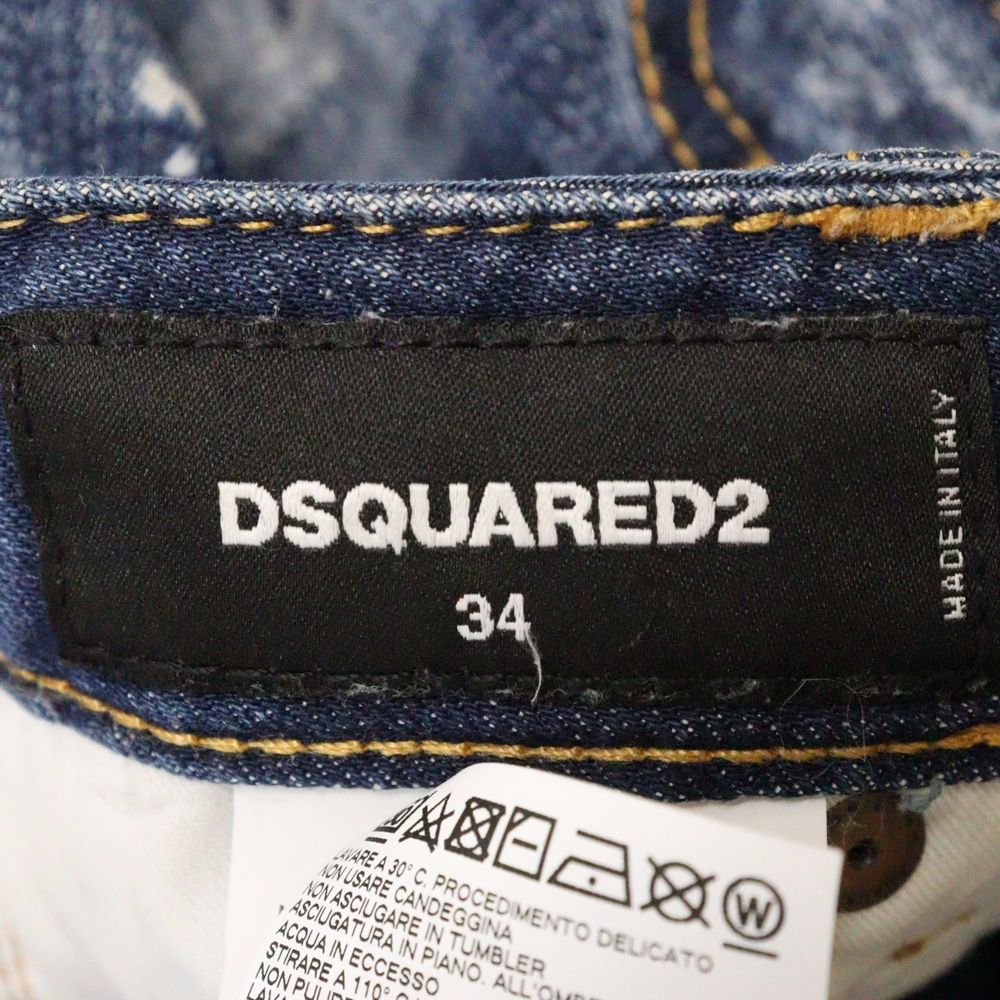 DSQUARED2
34
MADE IN ITALY
W
LAVARE A 30° C. PROCEDIMENTO DELICATO
NON USARE CANDEGGINA
NON ASCIUGARE IN TUMBLER
ASCIUGATURA IN PIANO. ALL'OMBR
ACQUA IN ECCESSO
STIRARE A 110° C
NON PULIRE